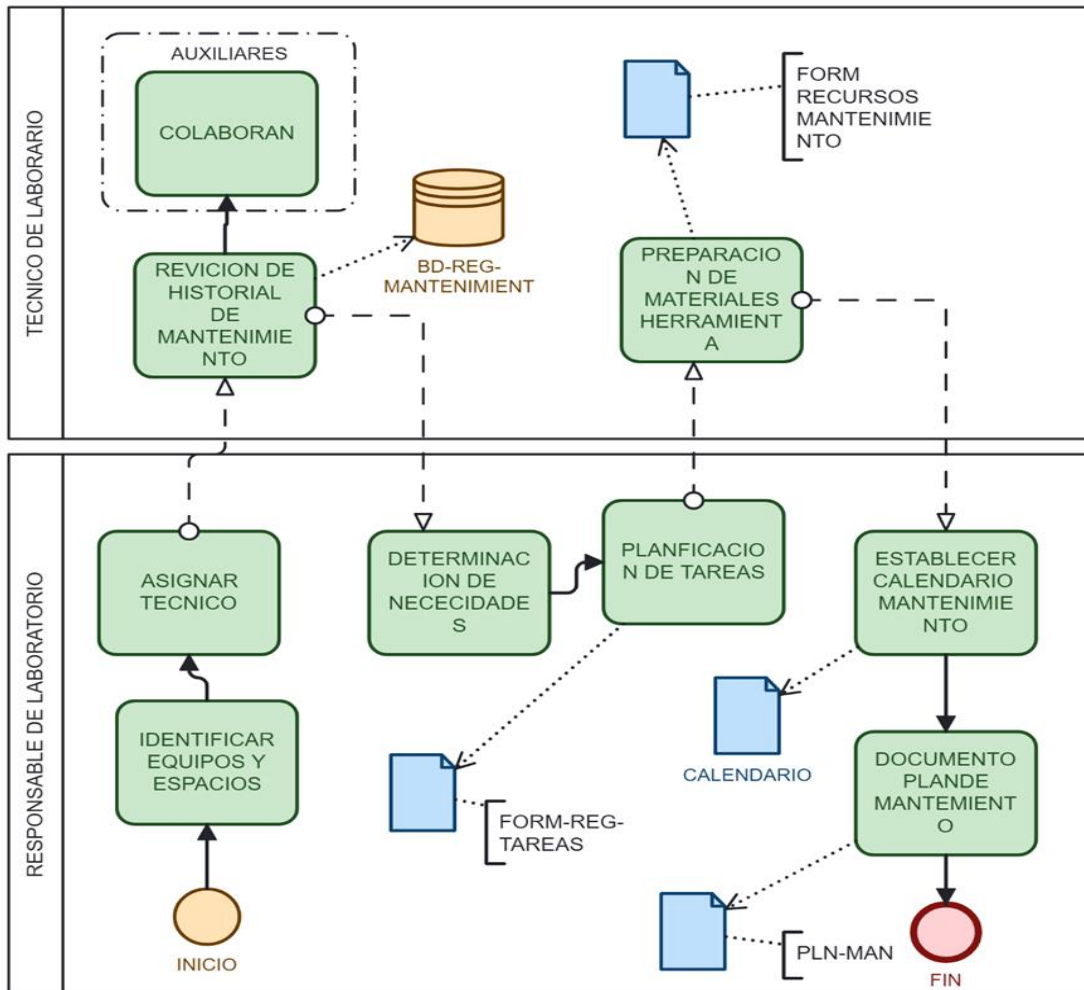 TECNICO DE LABORARIO
AUXILIARES
COLABORAN
REVICION DE
HISTORIAL
DE
MANTENIMIE
NTO
BD-REG-
MANTENIMIENT
FORM
RECURSOS
MANTENIMIE
NTO
PREPARACIO
N DE
MATERIALES
HERRAMIENT
A
RESPONSABLE DE LABORATORIO
ASIGNAR
TECNICO
IDENTIFICAR
EQUIPOS Y
ESPACIOS
INICIO
DETERMINAC
ION DE
NECECIDADE
S
PLANFICACIO
N DE TAREAS
FORM-REG-
TAREAS
ESTABLECER
CALENDARIO
MANTENIMIE
NTO
CALENDARIO
DOCUMENTO
PLANDE
MANTEMIENT
O
PLN-MAN
FIN